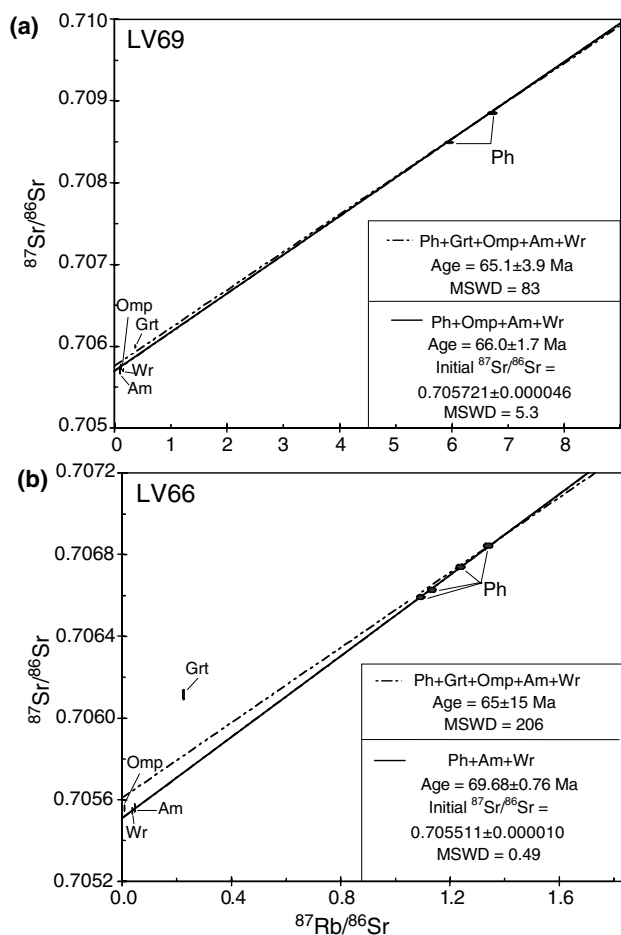 (a)
LV69
0.710
0.709
0.708
0.707
0.706
0.705
87Sr/86Sr
Ph
Omp
Grt
Wr
Am
Ph+Grt+Omp+Am+Wr
Age = 65.1±3.9 Ma
MSWD = 83
Ph+Omp+Am+Wr
Age = 66.0±1.7 Ma
Initial 87Sr/86Sr =
0.705721±0.000046
MSWD = 5.3
0 1 2 3 4 5 6 7 8
(b)
LV66
0.7072
0.7068
0.7064
0.7060
0.7056
0.7052
87Sr/86Sr
Ph
Grt
Omp
Am
Wr
Ph+Grt+Omp+Am+Wr
Age = 65±15 Ma
MSWD = 206
Ph+Am+Wr
Age = 69.68±0.76 Ma
Initial 87Sr/86Sr =
0.705511±0.000010
MSWD = 0.49
0.0 0.4 0.8 1.2 1.6
87Rb/86Sr